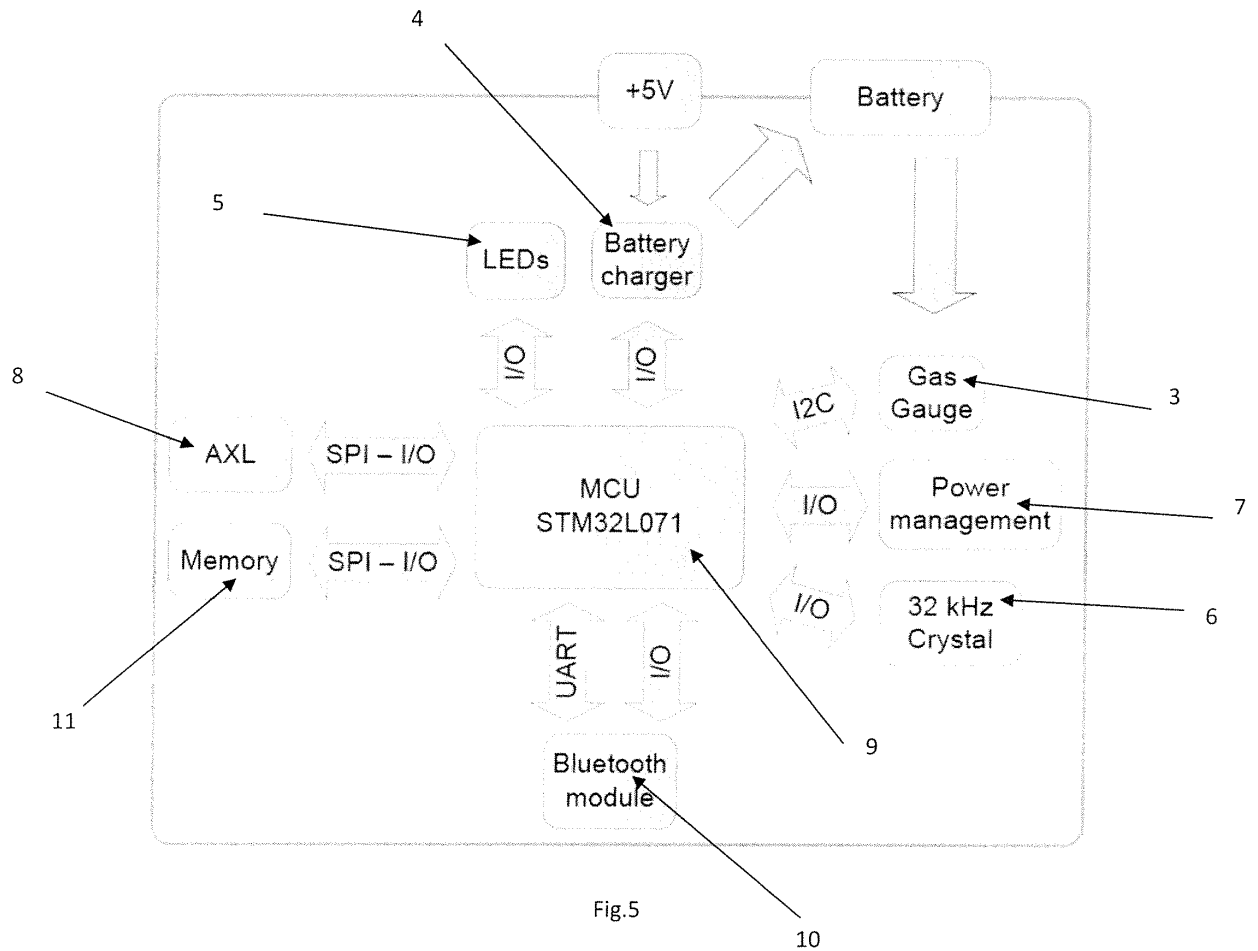 4
+5V
Battery
5
LEDs
Battery
charger
I/O
I/O
8
AXL
SPI – I/O
I2C
Gas
Gauge
3
MCU
STM32L071
I/O
Power
management
7
Memory
SPI – I/O
I/O
32 kHz
Crystal
6
11
UART
I/O
9
Bluetooth
module
Fig.5
10